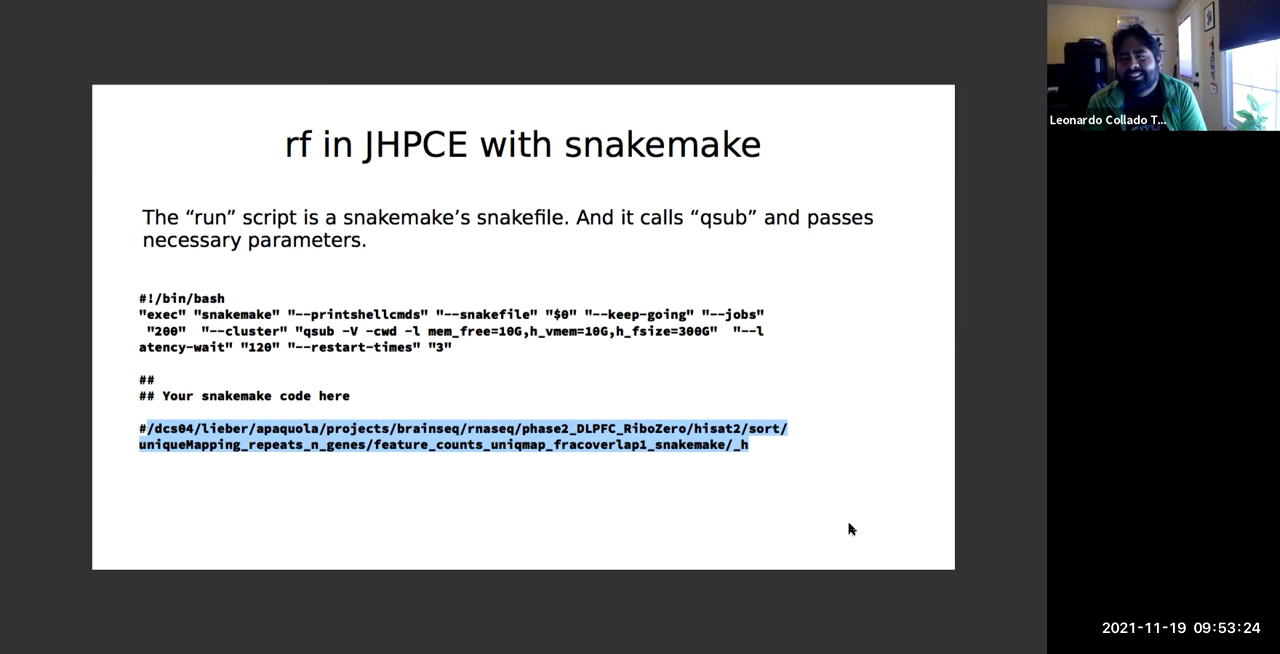 rf in JHPCE with snakemake
The “run” script is a snakemake’s snakefile. And it calls “qsub” and passes
necessary parameters.
#!/bin/bash
"exec" "snakemake" "--printshellcmds" "--snakefile" "$0" "--keep-going" "--jobs"
"200"  "--cluster" "qsub -V -cwd -l mem_free=10G,h_vmem=10G,h_fsize=300G"  "--l
atency-wait" "120" "--restart-times" "3"
##
## Your snakemake code here
#/dcs04/lieber/apaquola/projects/brainseq/rnaseq/phase2_DLPFC_RiboZero/hisat2/sort/
uniqueMapping_repeats_n_genes/feature_counts_uniqmap_fracoverlap1_snakemake/_h
Leonardo Collado T...
2021-11-19 09:53:24